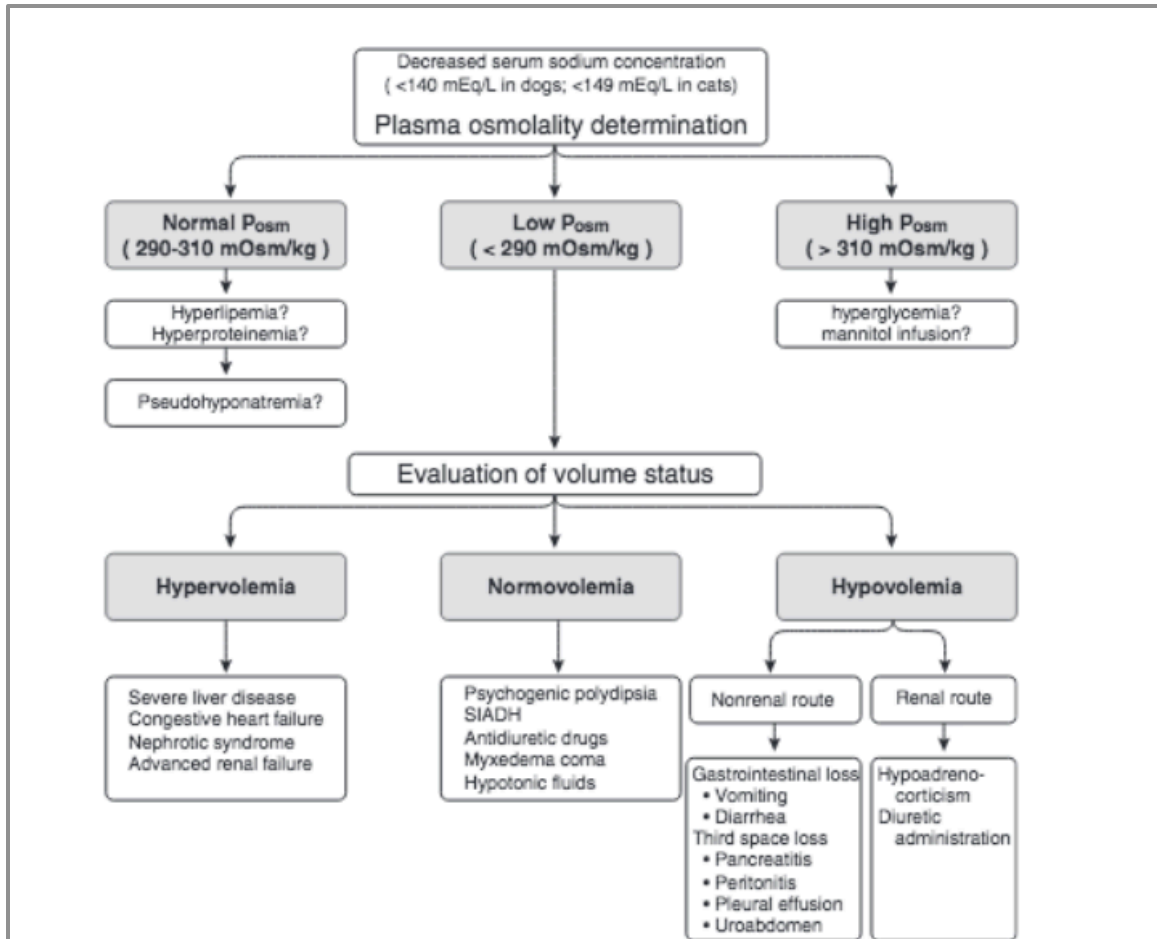 Decreased serum sodium concentration
( <140 mEq/L in dogs; <149 mEq/L in cats)
Plasma osmolality determination
Normal Posm
( 290-310 mOsm/kg )
Low Posm
( < 290 mOsm/kg )
High Posm
( > 310 mOsm/kg )
Hyperlipemia?
Hyperproteinemia?
hyperglycemia?
mannitol infusion?
Pseudohyponatremia?
Evaluation of volume status
Hypervolemia
Normovolemia
Hypovolemia
Severe liver disease
Congestive heart failure
Nephrotic syndrome
Advanced renal failure
Psychogenic polydipsia
SIADH
Antidiuretic drugs
Myxedema coma
Hypotonic fluids
Nonrenal route
Renal route
Gastrointestinal loss
• Vomiting
• Diarrhea
Third space loss
• Pancreatitis
• Peritonitis
• Pleural effusion
• Uroabdomen
Hypoadreno-
corticism
Diuretic
administration